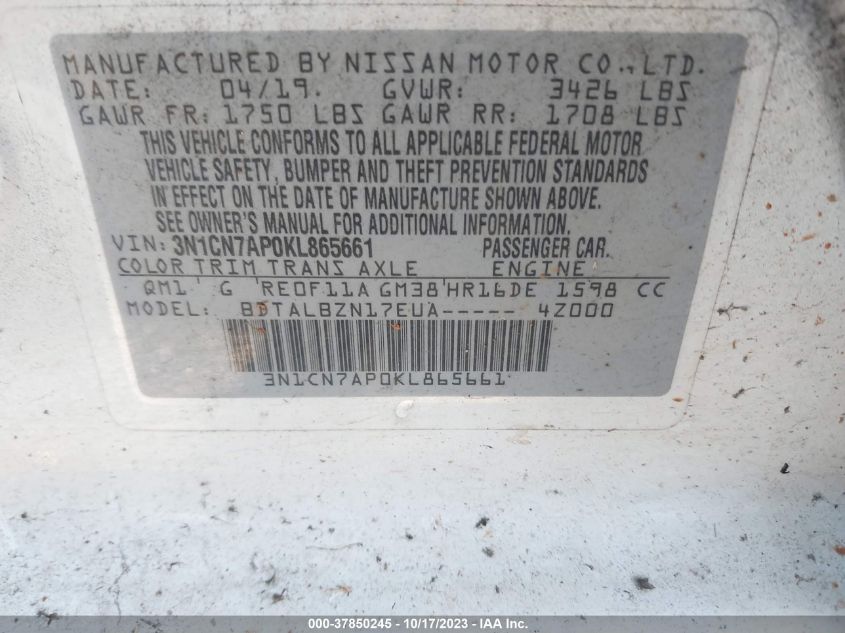 MANUFACTURED BY NISSAN MOTOR CO., LTD.
DATE: 04/19. GVWR: 3426 LBS
GAWR FR: 1750 LBS GAWR RR: 1708 LBS
THIS VEHICLE CONFORMS TO ALL APPLICABLE FEDERAL MOTOR
VEHICLE SAFETY, BUMPER AND THEFT PREVENTION STANDARDS
IN EFFECT ON THE DATE OF MANUFACTURE SHOWN ABOVE.
SEE OWNER'S MANUAL FOR ADDITIONAL INFORMATION.
VIN: 3N1CN7AP0KL865661 PASSENGER CAR.
COLOR TRIM TRANS AXLE ENGINE
QM1 G RE0F11A GM38 HR16DE 1598 CC
MODEL: BDTALBZN17EUA----- 4Z000
3N1CN7AP0KL865661
000-37850245 - 10/17/2023 - IAA Inc.